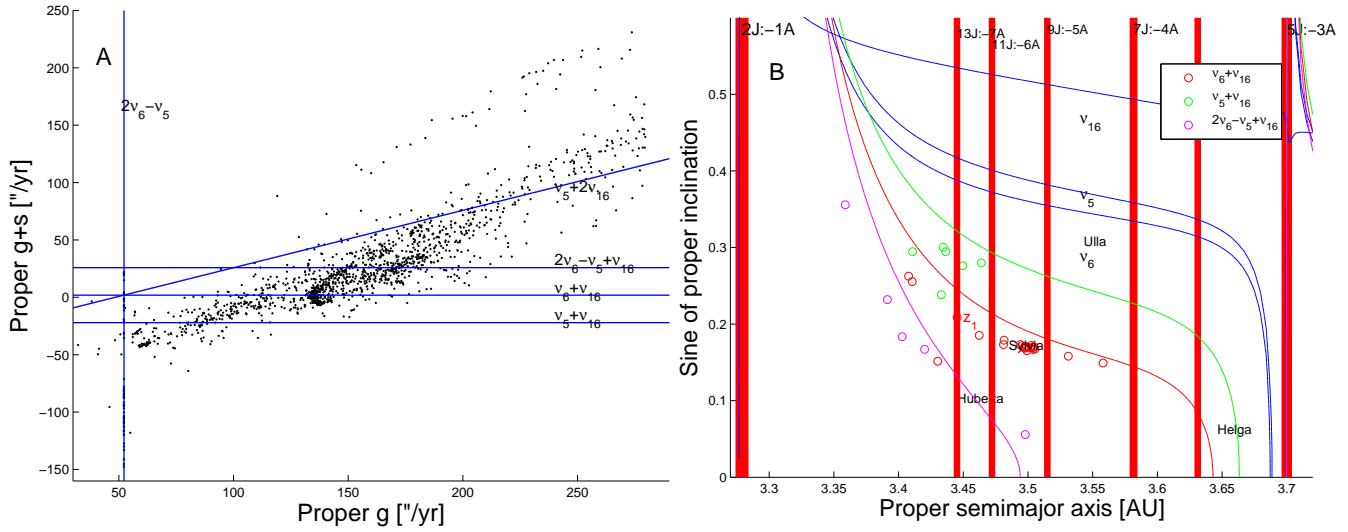 A
2ν₆−ν₅
ν₅+2ν₁₆
2ν₆−ν₅+ν₁₆
ν₆+ν₁₆
ν₅+ν₁₆
Proper g+s ["/yr]
250
200
150
100
50
0
−50
−100
−150
50 100 150 200 250
Proper g ["/yr]
B
2J:−1A
13J:−7A
11J:−6A
9J:−5A
7J:−4A
5J:−3A
ν₆+ν₁₆
ν₅+ν₁₆
2ν₆−ν₅+ν₁₆
ν₁₆
ν₅
Ulla
ν₆
z₁
Sylvia
Huberta
Helga
Sine of proper inclination
0.5
0.4
0.3
0.2
0.1
0
3.3 3.35 3.4 3.45 3.5 3.55 3.6 3.65 3.7
Proper semimajor axis [AU]